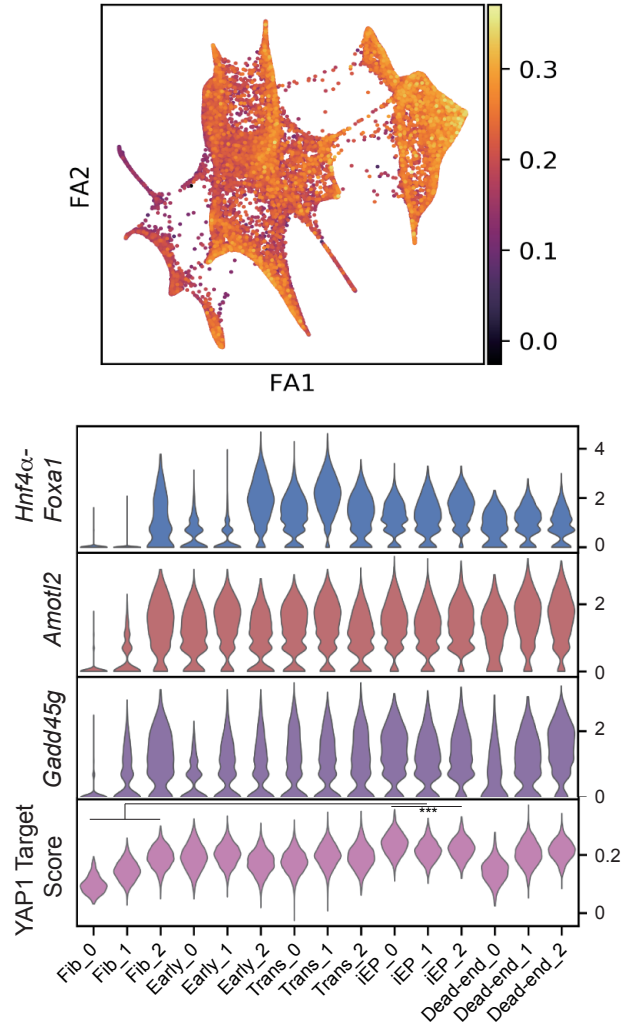 0.3
0.2
0.1
0.0
FA2
FA1
Hnf4α-
Foxa1
4
2
0
Amotl2
2
0
Gadd45g
2
0
YAP1 Target
Score
***
0.2
0
Fib_0
Fib_1
Fib_2
Early_0
Early_1
Early_2
Trans_0
Trans_1
Trans_2
iEP_0
iEP_1
iEP_2
Dead-end_0
Dead-end_1
Dead-end_2